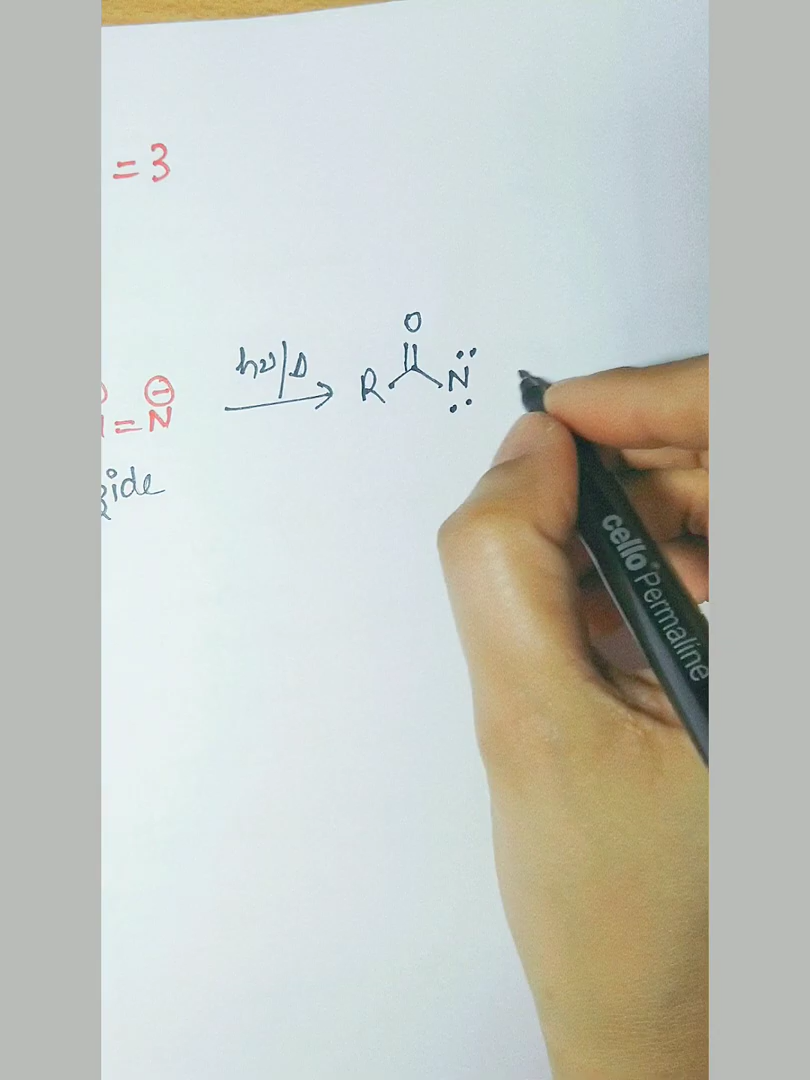 = 3
hν/Δ
O
R N
= N ⊖
zide
cello Permaline